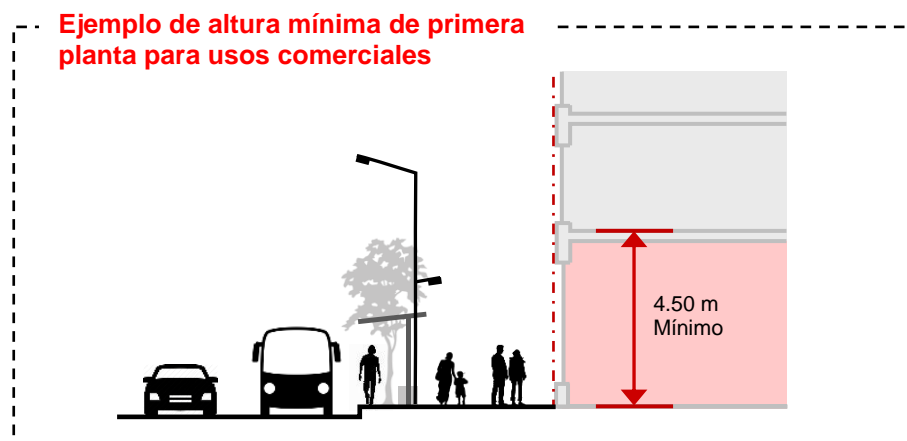 Ejemplo de altura mínima de primera
planta para usos comerciales
4.50 m
Mínimo